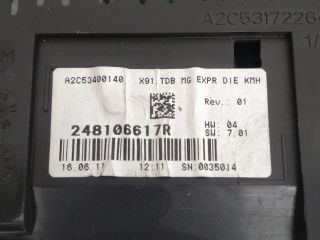 A2C5317226
1/
A2C53400140 X91 TDB MG EXPR DIE KMH
Rev.: 01
HW: 04
248106617R SW: 7.01
16.06.11 12:11 SN:0035014